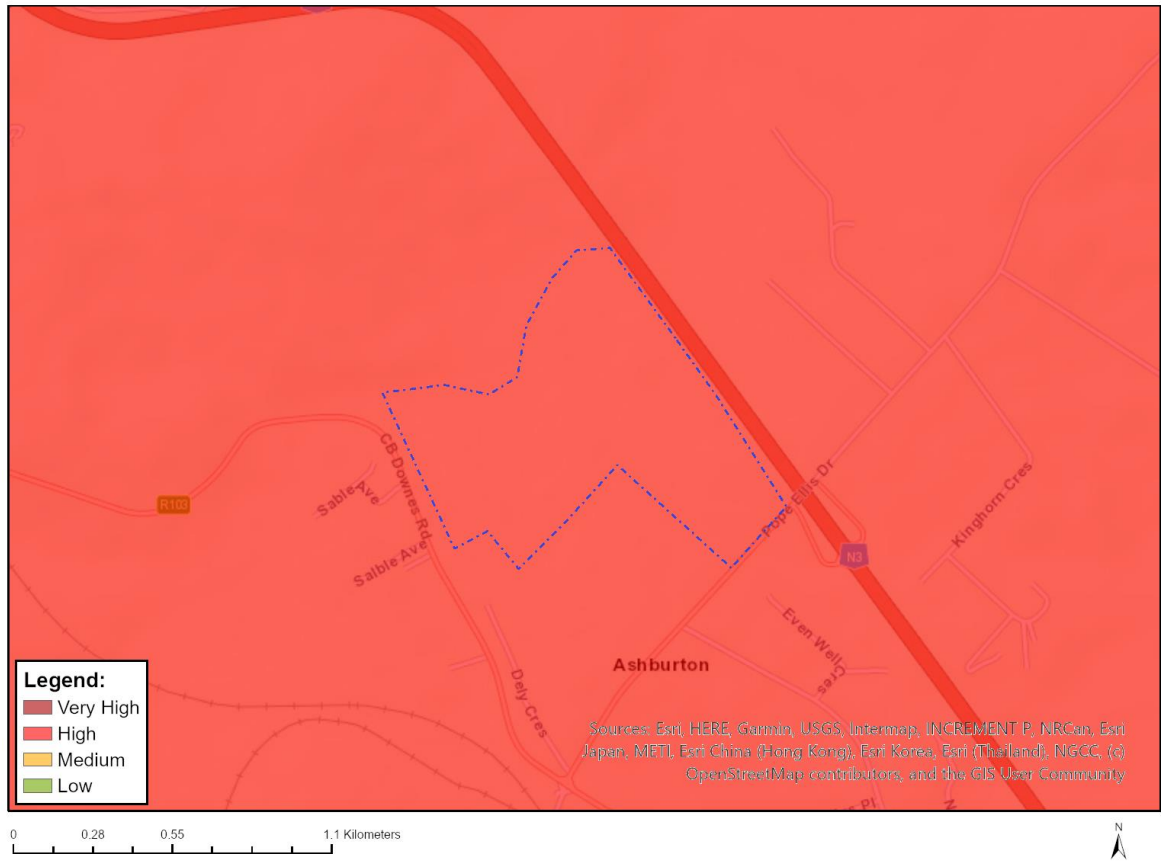 CB Downes Rd
Sable Ave
R103
Salble Ave
Pope Ellis Dr
Kinghorn Cres
N3
Even Well
Cres
Ashburton
Dely Cres
Sources: Esri, HERE, Garmin, USGS, Intermap, INCREMENT P, NRCan, Esri
Japan, METI, Esri China (Hong Kong), Esri Korea, Esri (Thailand), NGCC, (c)
OpenStreetMap contributors, and the GIS User Community
Pl
Legend:
Very High
High
Medium
Low
0 0.28 0.55 1.1 Kilometers
N